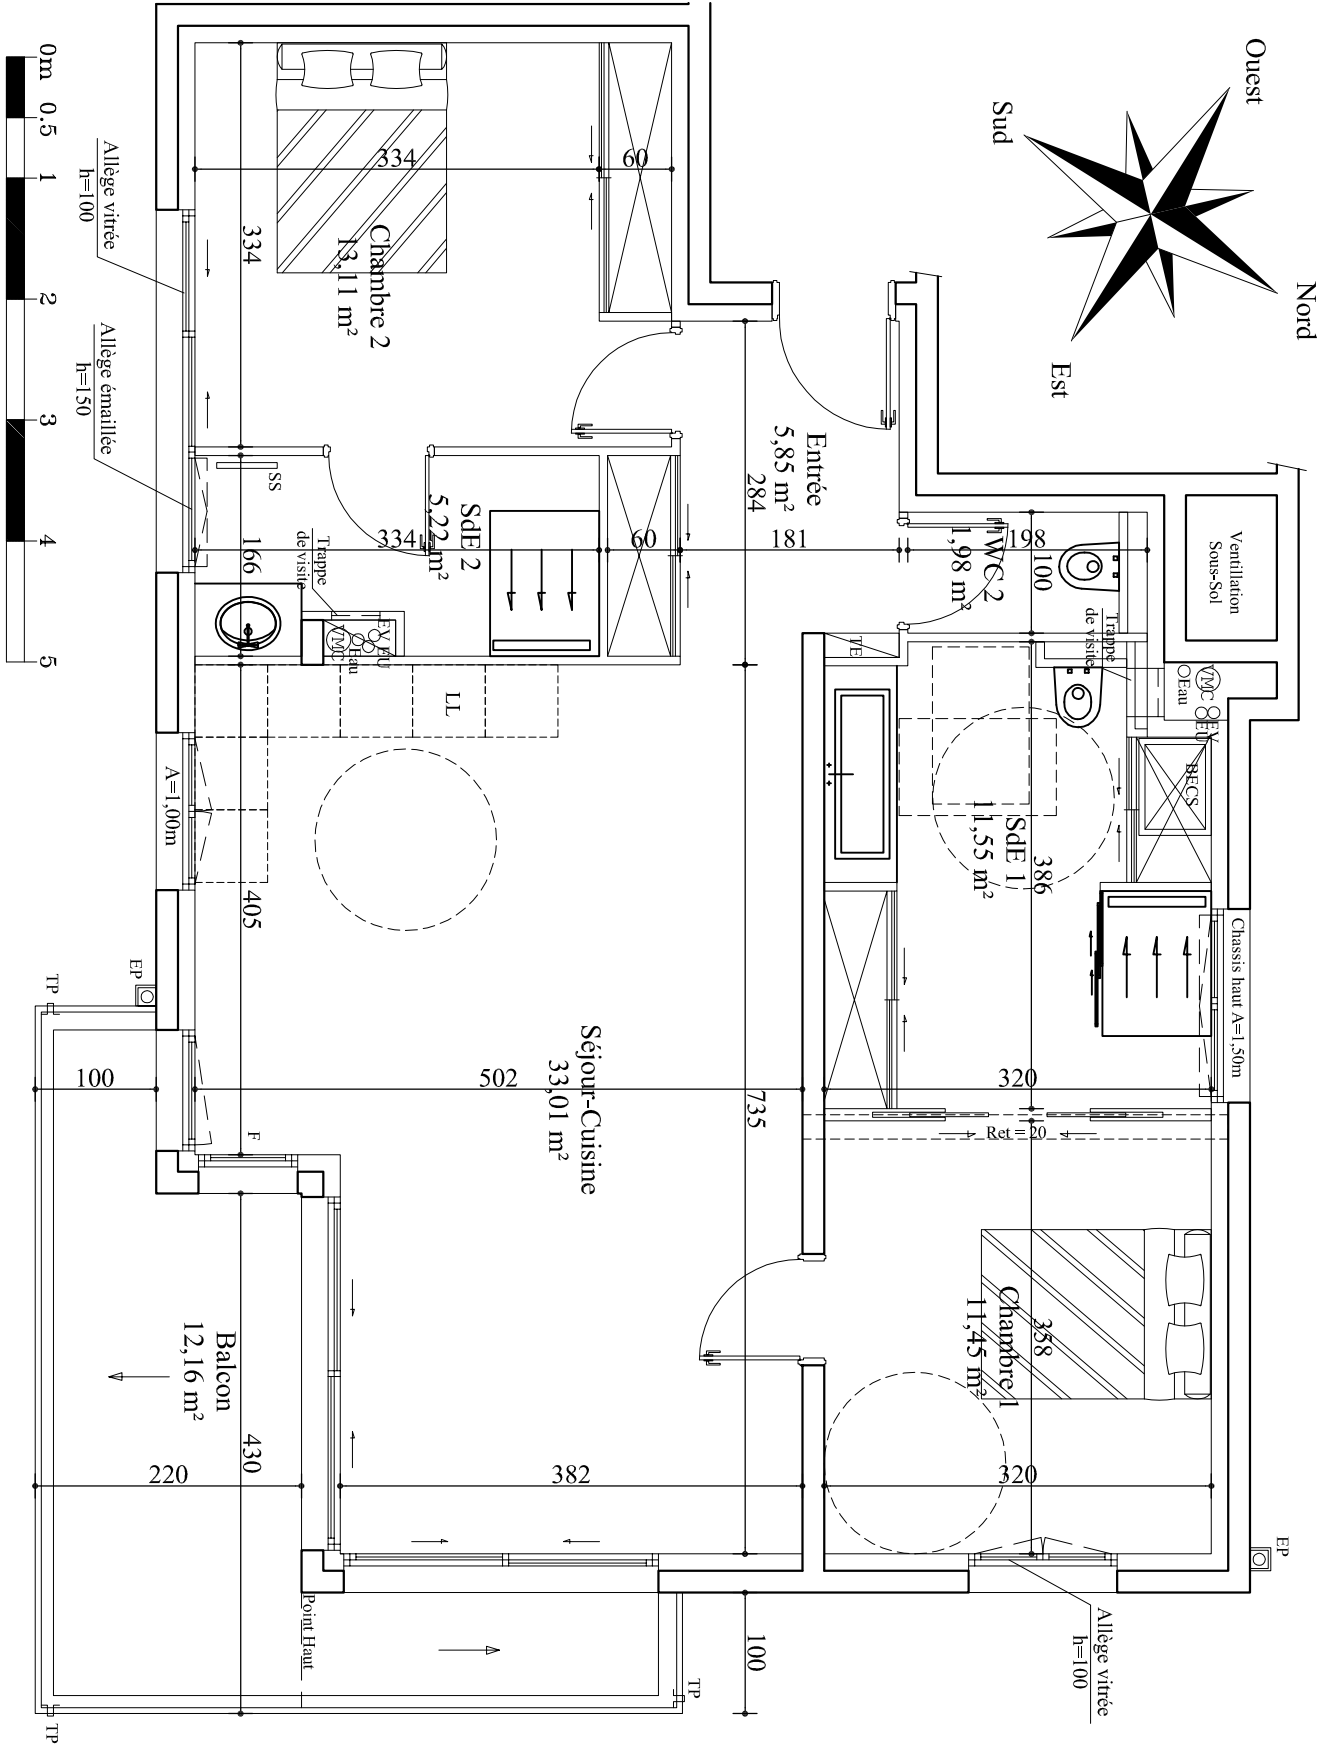 Ouest
Sud
Nord
Est
0m
0.5
1
2
3
4
5
Allège vitrée
h=100
Allège émaillée
h=150
334
60
334
Chambre 2
13,11 m²
Entrée
5,85 m²
284
Ventillation
Sous-Sol
SS
166
334
SdE 2
5,22 m²
60
181
198
100
WC 2
1,98 m²
Trappe
de visite
EV EU
Eau
VMC
Trappe
de visite
TE
VMC
Eau
EV
EU
BECS
LL
A=1,00m
SdE 1
11,55 m²
386
405
Chassis haut A=1,50m
EP
TP
100
502
Séjour-Cuisine
33,01 m²
735
320
Ret = 20
F
Chambre 1
11,45 m²
358
Balcon
12,16 m²
430
220
382
320
EP
Point Haut
100
Allège vitrée
h=100
TP
TP